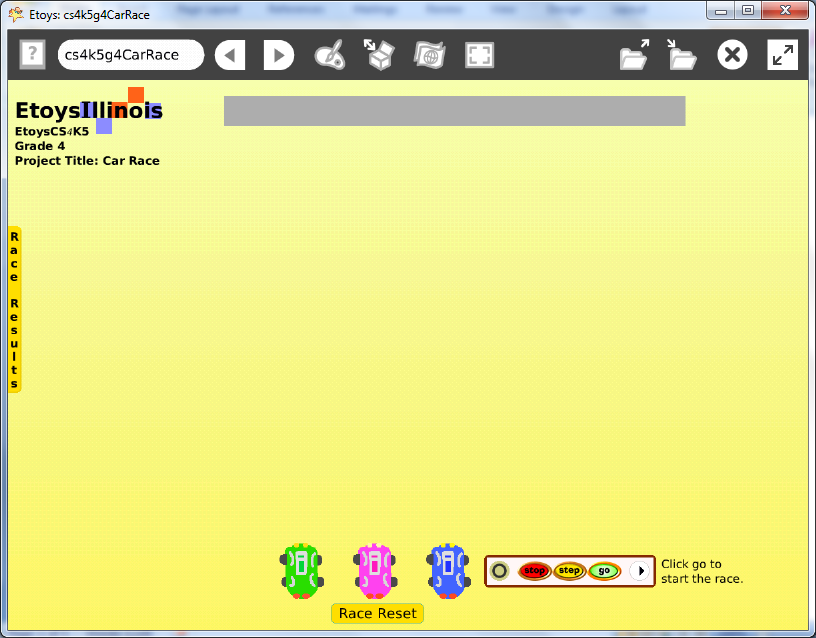 Etoys: cs4k5g4CarRace
?
cs4k5g4CarRace
EtoysIllinois
EtoysCS4K5
Grade 4
Project Title: Car Race
Race Results
stop step go
Click go to
start the race.
Race Reset